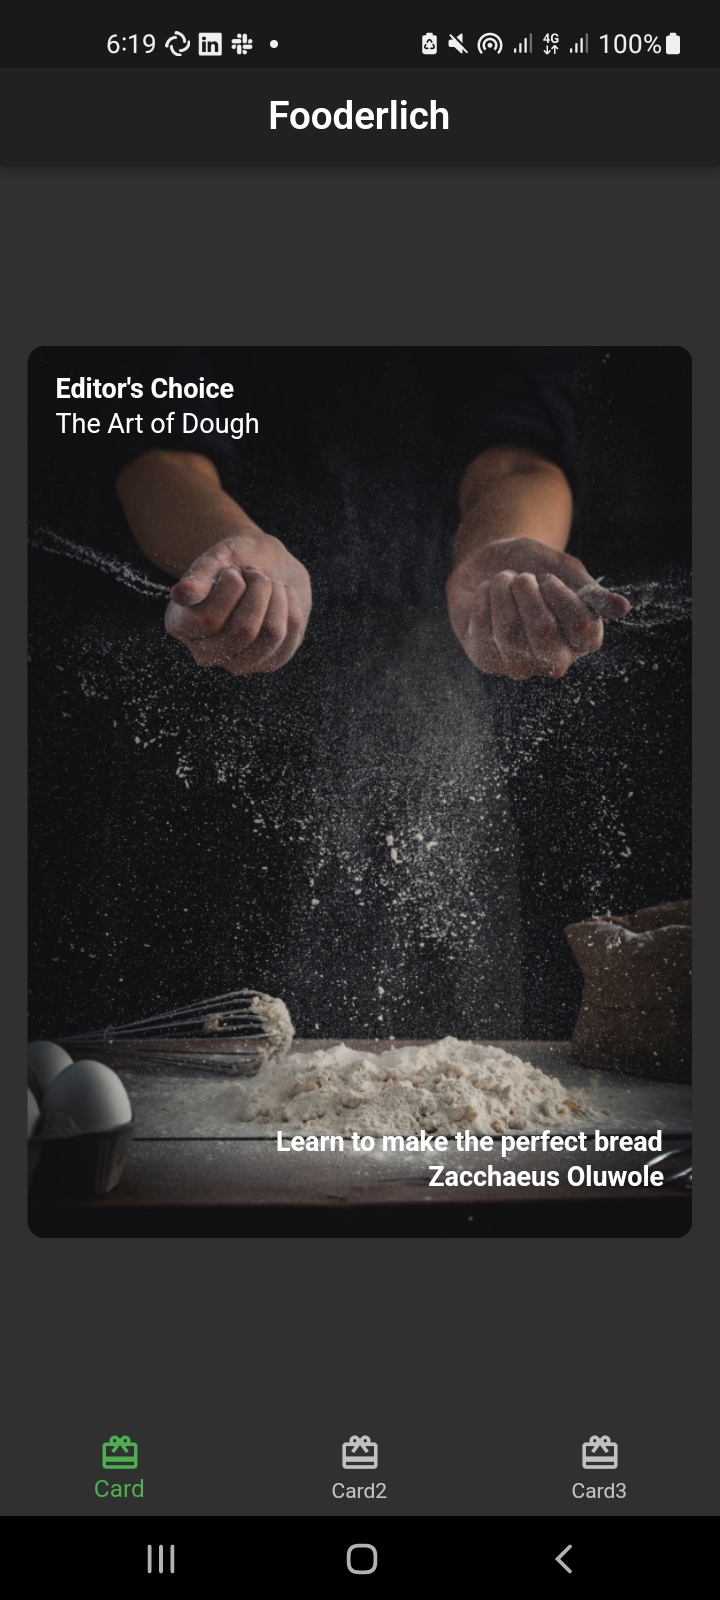 6:19 4G 100%
Fooderlich
Editor's Choice
The Art of Dough
Learn to make the perfect bread
Zacchaeus Oluwole
Card Card2 Card3